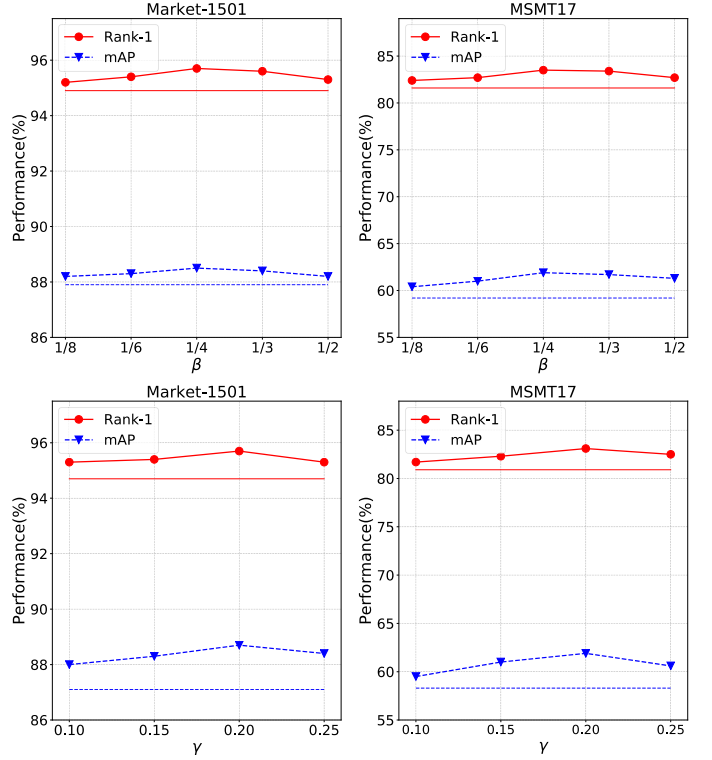 Market-1501
Performance(%)
96
94
92
90
88
86
Rank-1
mAP
1/8 1/6 1/4 1/3 1/2
β
MSMT17
Performance(%)
85
80
75
70
65
60
55
Rank-1
mAP
1/8 1/6 1/4 1/3 1/2
β
Market-1501
Performance(%)
96
94
92
90
88
86
Rank-1
mAP
0.10 0.15 0.20 0.25
γ
MSMT17
Performance(%)
85
80
75
70
65
60
55
Rank-1
mAP
0.10 0.15 0.20 0.25
γ